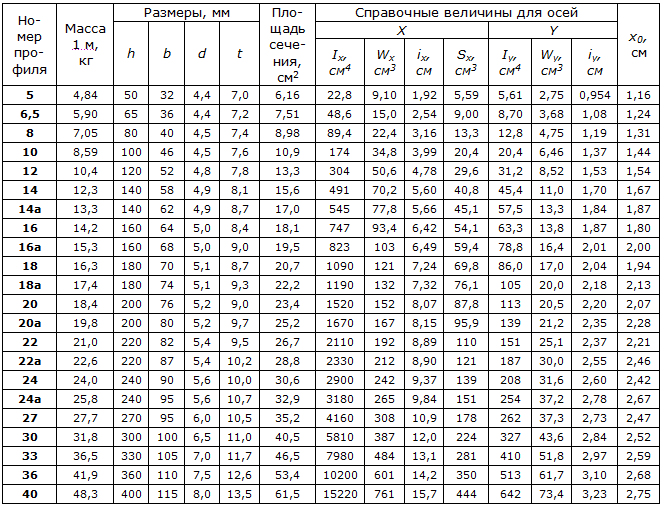 Но-мер про-филя Масса 1 м, кг Размеры, мм Пло-щадь сече-ния, см2 Справочные величины для осей x0, см
X Y
h b d t Ix, см4 Wx см3 ix, см Sx, см3 Iy, см4 Wy, см3 iy, см
5 4,84 50 32 4,4 7,0 6,16 22,8 9,10 1,92 5,59 5,61 2,75 0,954 1,16
6,5 5,90 65 36 4,4 7,2 7,51 48,6 15,0 2,54 9,00 8,70 3,68 1,08 1,24
8 7,05 80 40 4,5 7,4 8,98 89,4 22,4 3,16 13,3 12,8 4,75 1,19 1,31
10 8,59 100 46 4,5 7,6 10,9 174 34,8 3,99 20,4 20,4 6,46 1,37 1,44
12 10,4 120 52 4,8 7,8 13,3 304 50,6 4,78 29,6 31,2 8,52 1,53 1,54
14 12,3 140 58 4,9 8,1 15,6 491 70,2 5,60 40,8 45,4 11,0 1,70 1,67
14а 13,3 140 62 4,9 8,7 17,0 545 77,8 5,66 45,1 57,5 13,3 1,84 1,87
16 14,2 160 64 5,0 8,4 18,1 747 93,4 6,42 54,1 63,3 13,8 1,87 1,80
16а 15,3 160 68 5,0 9,0 19,5 823 103 6,49 59,4 78,8 16,4 2,01 2,00
18 16,3 180 70 5,1 8,7 20,7 1090 121 7,24 69,8 86,0 17,0 2,04 1,94
18а 17,4 180 74 5,1 9,3 22,2 1190 132 7,32 76,1 105 20,0 2,18 2,13
20 18,4 200 76 5,2 9,0 23,4 1520 152 8,07 87,8 113 20,5 2,20 2,07
20а 19,8 200 80 5,2 9,7 25,2 1670 167 8,15 95,9 139 21,2 2,35 2,28
22 21,0 220 82 5,4 9,5 26,7 2110 192 8,89 110 151 25,1 2,37 2,21
22а 22,6 220 87 5,4 10,2 28,8 2330 212 8,90 121 187 30,0 2,55 2,46
24 24,0 240 90 5,6 10,0 30,6 2900 242 9,37 139 208 31,6 2,60 2,42
24а 25,8 240 95 5,6 10,7 32,9 3180 265 9,84 151 254 37,2 2,78 2,67
27 27,7 270 95 6,0 10,5 35,2 4160 308 10,9 178 262 37,3 2,73 2,47
30 31,8 300 100 6,5 11,0 40,5 5810 387 12,0 224 327 43,6 2,84 2,52
33 36,5 330 105 7,0 11,7 46,5 7980 484 13,1 281 410 51,8 2,97 2,59
36 41,9 360 110 7,5 12,6 53,4 10200 601 14,2 350 513 61,7 3,10 2,68
40 48,3 400 115 8,0 13,5 61,5 15220 761 15,7 444 642 73,4 3,23 2,75